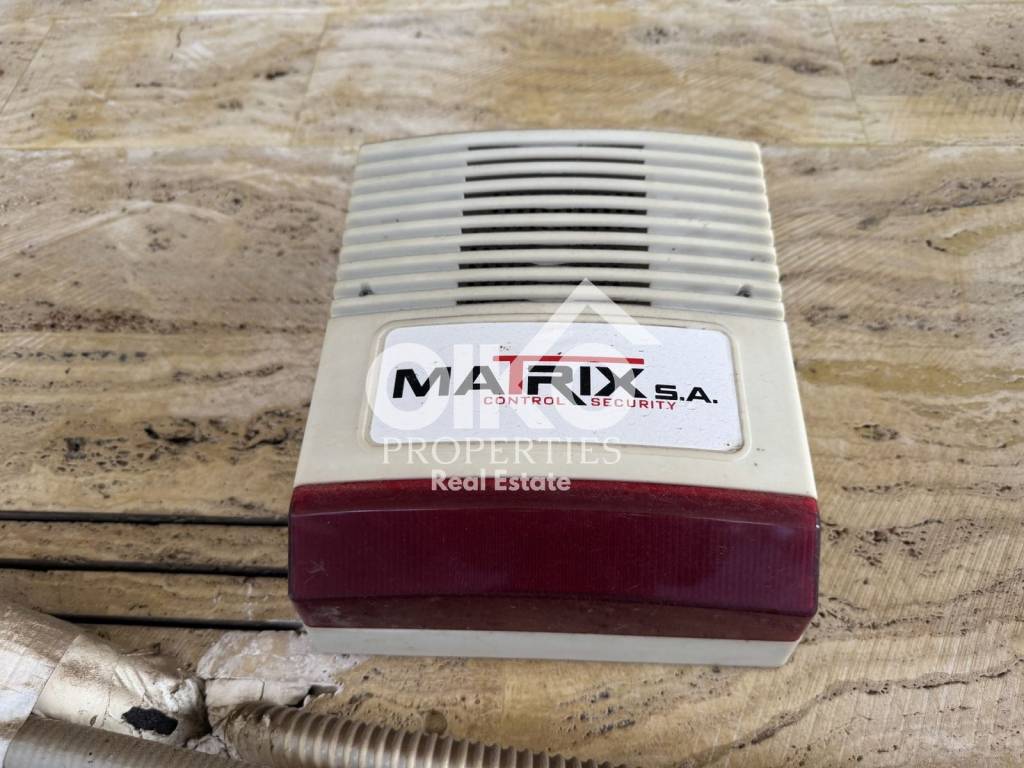 MATRIX S.A.
CONTROL SECURITY
OIKO
PROPERTIES
Real Estate